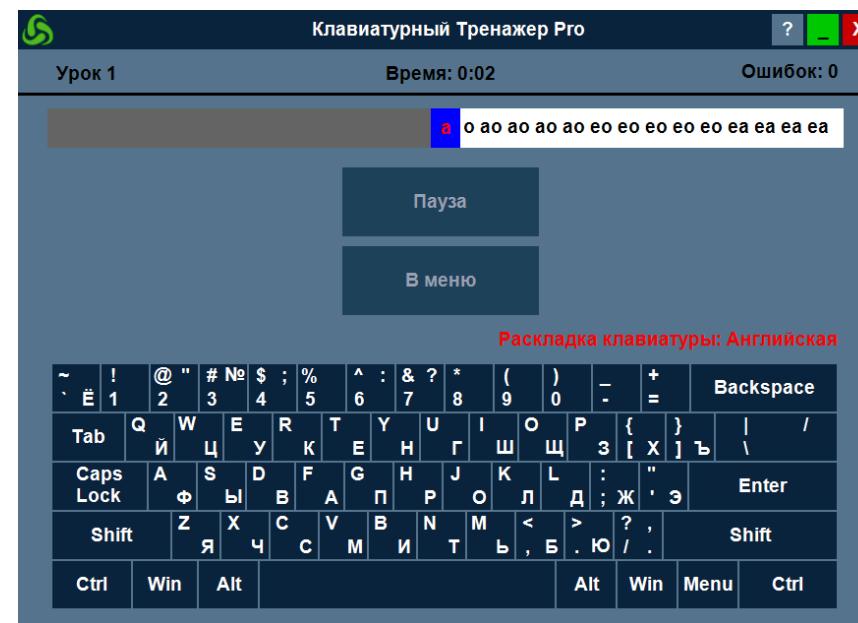 Клавиатурный Тренажер Pro ? _ X
Урок 1 Время: 0:02 Ошибок: 0
а о ао ао ао ао ео ео ео ео ео еа еа еа еа
Пауза
В меню
Раскладка клавиатуры: Английская
~ ! @ " # № $ ; % ^ : & ? * ( ) _ + Backspace
` Ё 1 2 3 4 5 6 7 8 9 0 - =
Tab Q W E R T Y U I O P { } | /
Й Ц У К Е Н Г Ш Щ З [ Х ] Ъ \
Caps Lock A S D F G H J K L : " Enter
Ф Ы В А П Р О Л Д ; Ж ' Э
Shift Z X C V B N M < > ? , Shift
Я Ч С М И Т Ь , Б . Ю / .
Ctrl Win Alt Alt Win Menu Ctrl